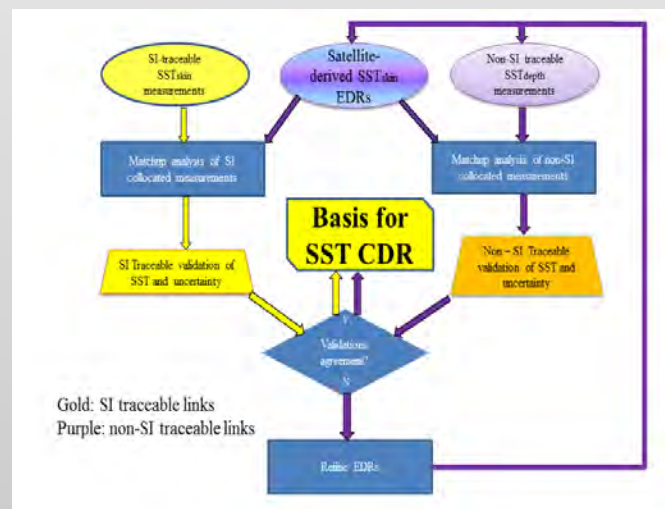 SI-traceable
SSTskin
measurements
Satellite-
derived SSTskin
EDRs
Non-SI traceable
SSTdepth
measurements
Matchup analysis of SI
collocated measurements
Matchup analysis of non-SI
collocated measurements
Basis for
SST CDR
SI Traceable validation of
SST and uncertainty
Non – SI Traceable
validation of SST and
uncertainty
Y
Validations
agreement?
N
Gold: SI traceable links
Purple: non-SI traceable links
Refine EDRs